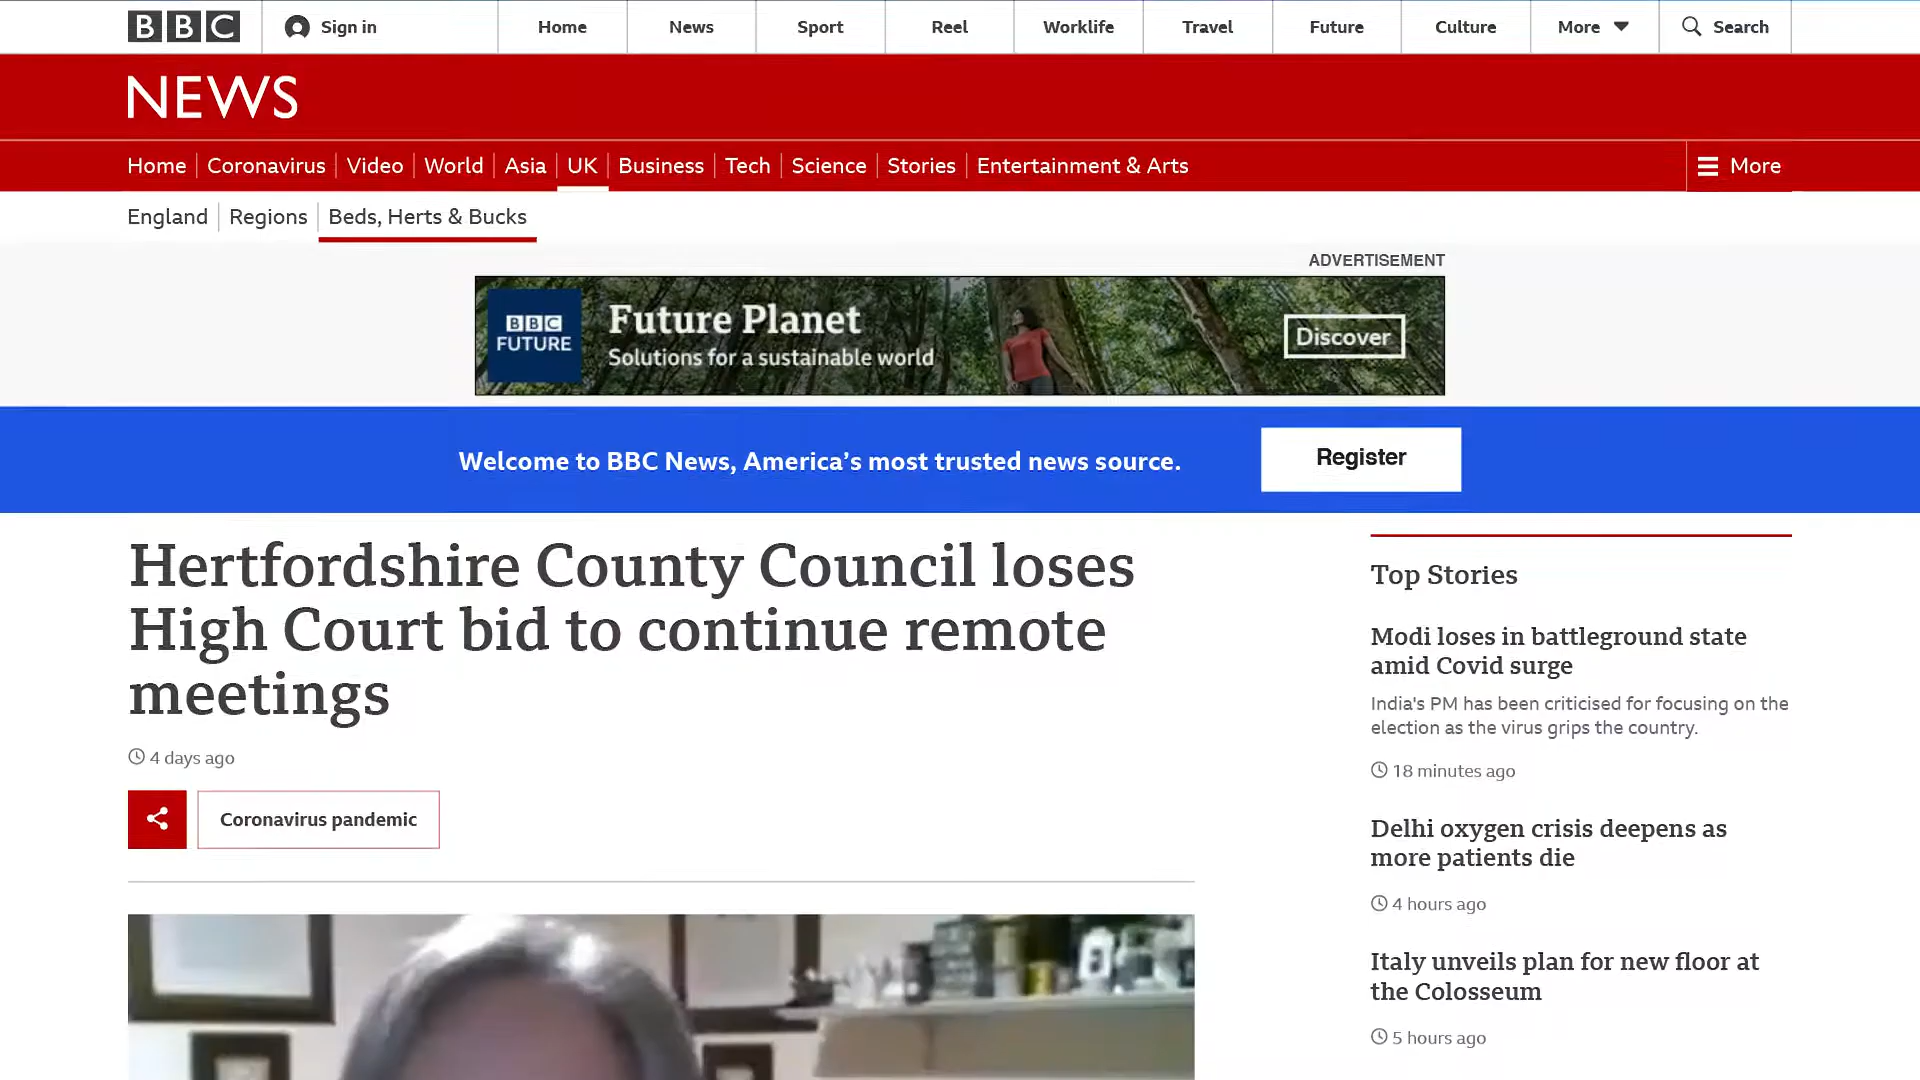 BBC
Sign in
Home
News
Sport
Reel
Worklife
Travel
Future
Culture
More
Search
NEWS
Home
Coronavirus
Video
World
Asia
UK
Business
Tech
Science
Stories
Entertainment & Arts
More
England
Regions
Beds, Herts & Bucks
ADVERTISEMENT
BBC
FUTURE
Future Planet
Solutions for a sustainable world
Discover
Welcome to BBC News, America’s most trusted news source.
Register
Hertfordshire County Council loses
High Court bid to continue remote
meetings
4 days ago
Coronavirus pandemic
Top Stories
Modi loses in battleground state
amid Covid surge
India's PM has been criticised for focusing on the
election as the virus grips the country.
18 minutes ago
Delhi oxygen crisis deepens as
more patients die
4 hours ago
Italy unveils plan for new floor at
the Colosseum
5 hours ago